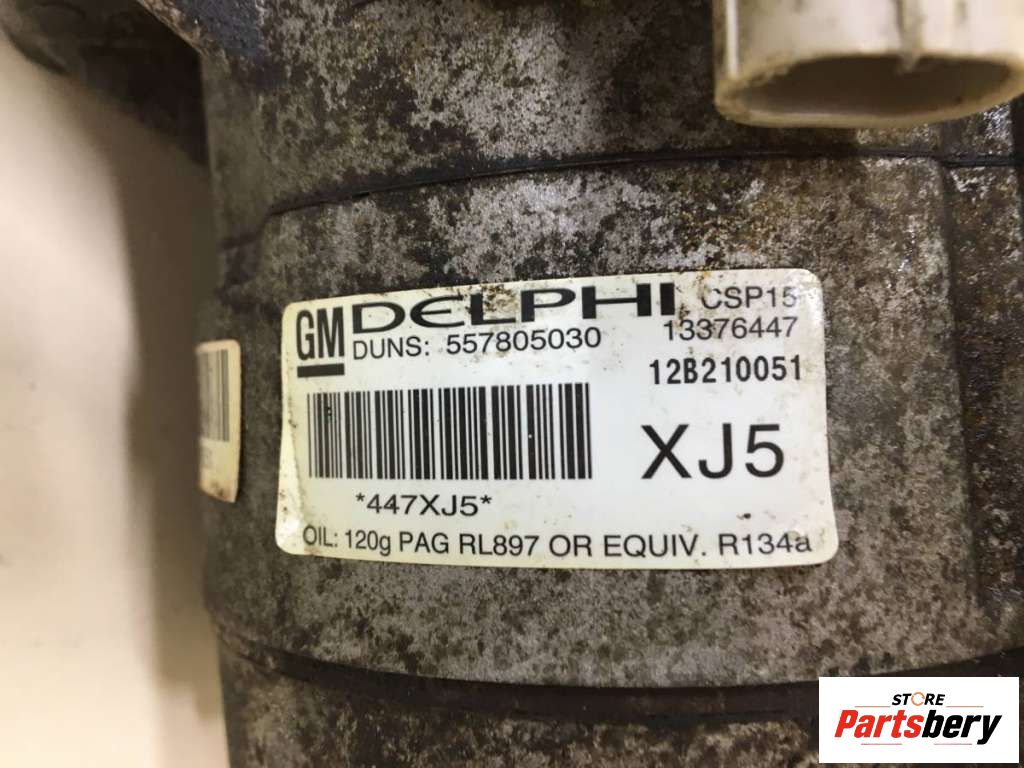 GM DELPHI CSP15
DUNS: 557805030 13376447
12B210051
XJ5
*447XJ5*
OIL: 120g PAG RL897 OR EQUIV. R134a
STORE
Partsbery